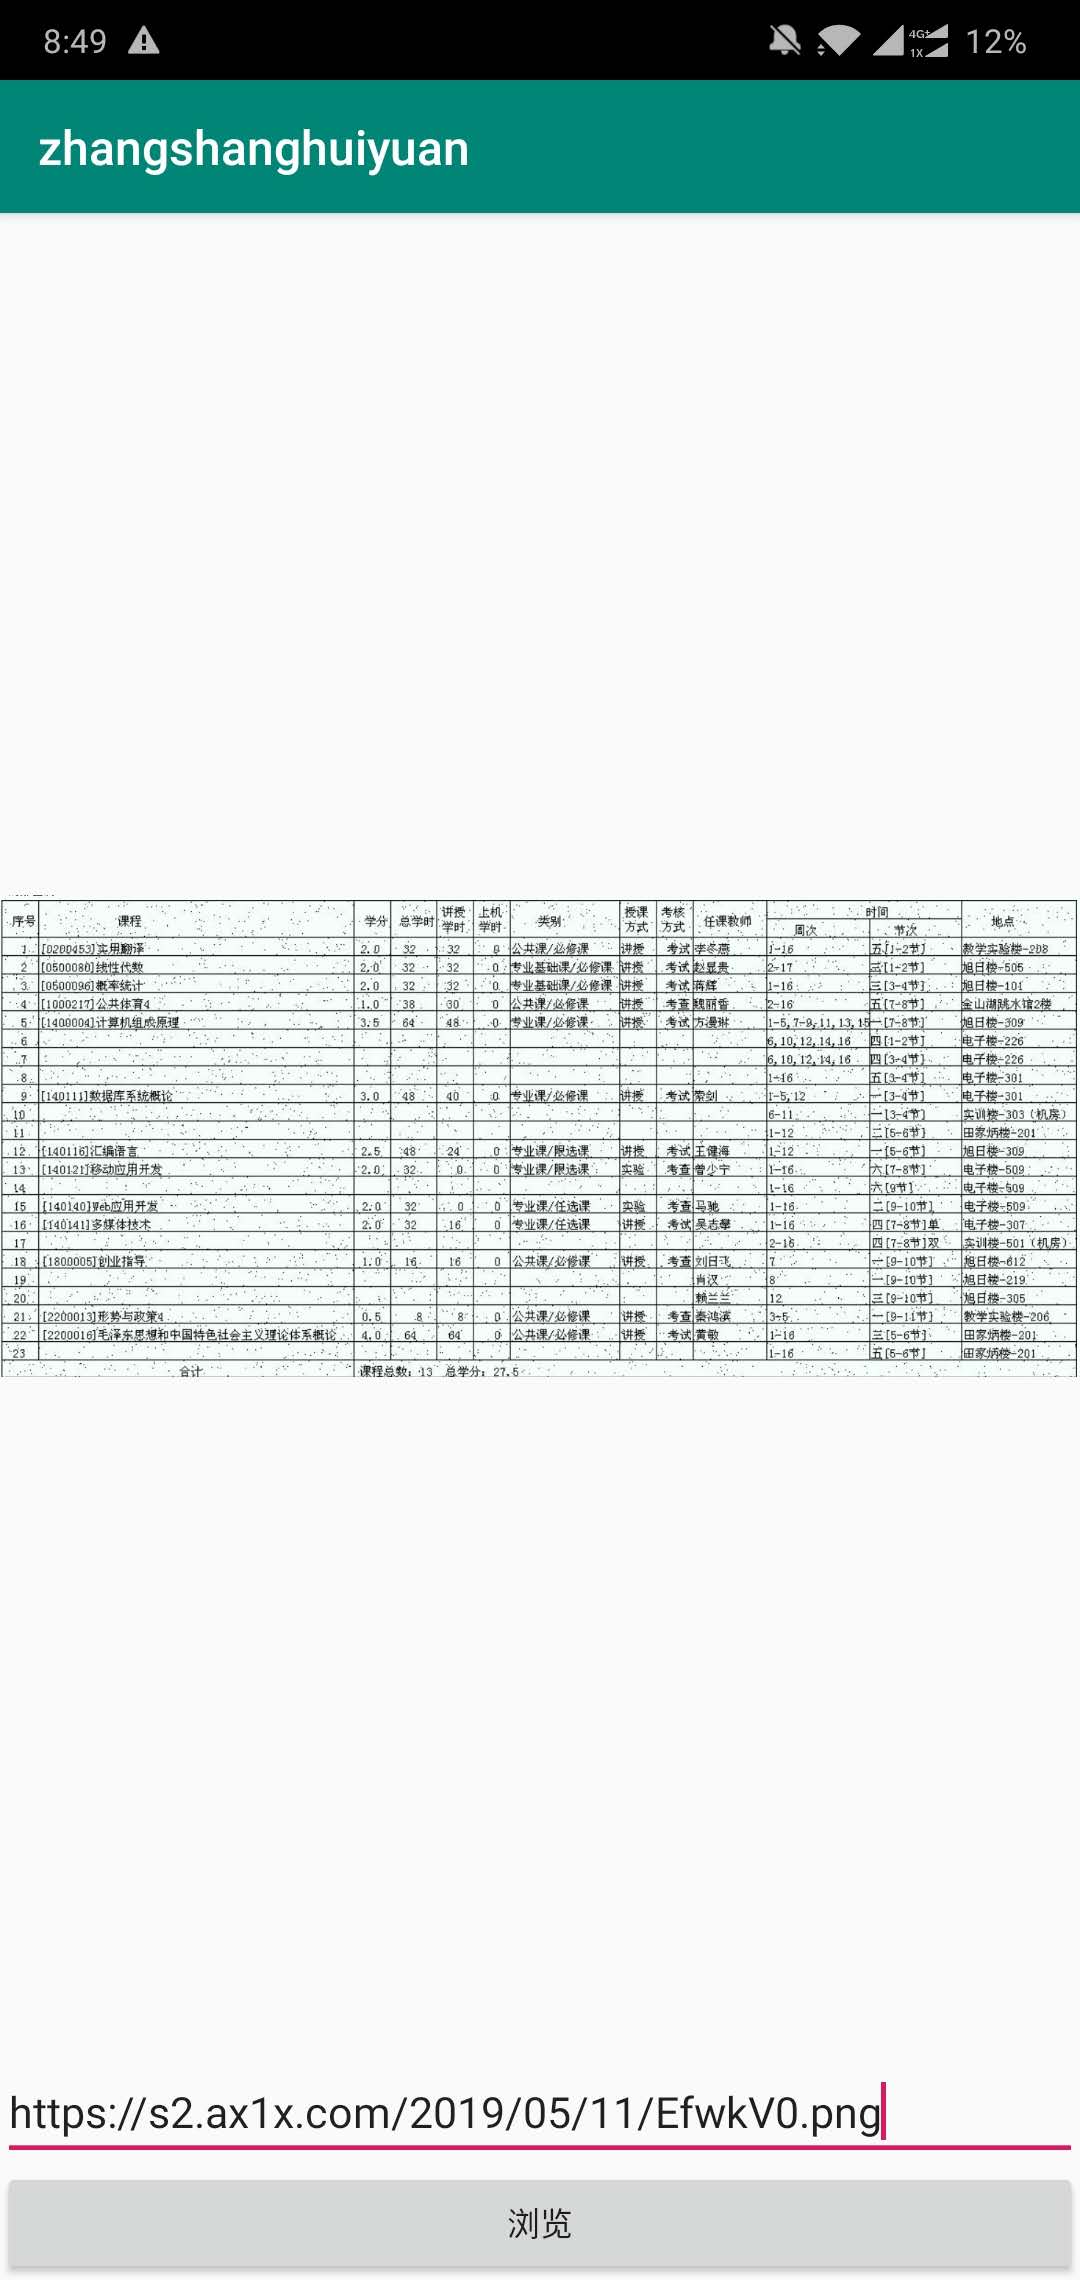 8:49
4G+
1X
12%
zhangshanghuiyuan
序号 课程 学分 总学时 讲授学时 上机学时 类别 授课方式 考核方式 任课教师 时间 地点
周次 节次
1 [0200453]实用翻译 2.0 32 32 0 公共课/必修课 讲授 考试 李冬燕 1-16 五[1-2节] 教学实验楼-208
2 [0500080]线性代数 2.0 32 32 0 专业基础课/必修课 讲授 考试 赵显贵 2-17 三[1-2节] 旭日楼-505
3 [0500096]概率统计 2.0 32 32 0 专业基础课/必修课 讲授 考试 蒋辉 1-16 三[3-4节] 旭日楼-101
4 [1000217]公共体育4 1.0 38 30 0 公共课/必修课 讲授 考查 魏丽香 2-16 五[7-8节] 金山湖跳水馆2楼
5 [1400004]计算机组成原理 3.5 64 48 0 专业课/必修课 讲授 考试 方漫琳 1-5,7-9,11,13,15 一[7-8节] 旭日楼-309
6 6,10,12,14,16 四[1-2节] 电子楼-226
7 6,10,12,14,16 四[3-4节] 电子楼-226
8 1-16 五[3-4节] 电子楼-301
9 [140111]数据库系统概论 3.0 48 40 0 专业课/必修课 讲授 考试 索剑 1-5,12 一[3-4节] 电子楼-301
10 6-11 一[3-4节] 实训楼-303（机房）
11 1-12 二[5-6节] 田家炳楼-201
12 [140116]汇编语言 2.5 48 24 0 专业课/限选课 讲授 考试 王健海 1-12 一[5-6节] 旭日楼-309
13 [140121]移动应用开发 2.0 32 0 0 专业课/限选课 实验 考查 曾少宁 1-16 六[7-8节] 电子楼-509
14 1-16 六[9节] 电子楼-509
15 [140140]Web应用开发 2.0 32 0 0 专业课/任选课 实验 考查 马驰 1-16 二[9-10节] 电子楼-509
16 [140141]多媒体技术 2.0 32 16 0 专业课/任选课 讲授 考试 吴志攀 1-16 四[7-8节]单 电子楼-307
17 2-16 四[7-8节]双 实训楼-501（机房）
18 [1800005]创业指导 1.0 16 16 0 公共课/必修课 讲授 考查 刘日飞 7 一[9-10节] 旭日楼-612
19 肖汉 8 一[9-10节] 旭日楼-219
20 赖兰兰 12 三[9-10节] 旭日楼-305
21 [2200013]形势与政策4 0.5 8 8 0 公共课/必修课 讲授 考查 秦鸿滨 3-5 一[9-11节] 教学实验楼-206
22 [2200016]毛泽东思想和中国特色社会主义理论体系概论 4.0 64 64 0 公共课/必修课 讲授 考试 黄敏 1-16 三[5-6节] 田家炳楼-201
23 1-16 五[5-6节] 田家炳楼-201
合计 课程总数：13 总学分：27.5
https://s2.ax1x.com/2019/05/11/EfwkV0.png
浏览